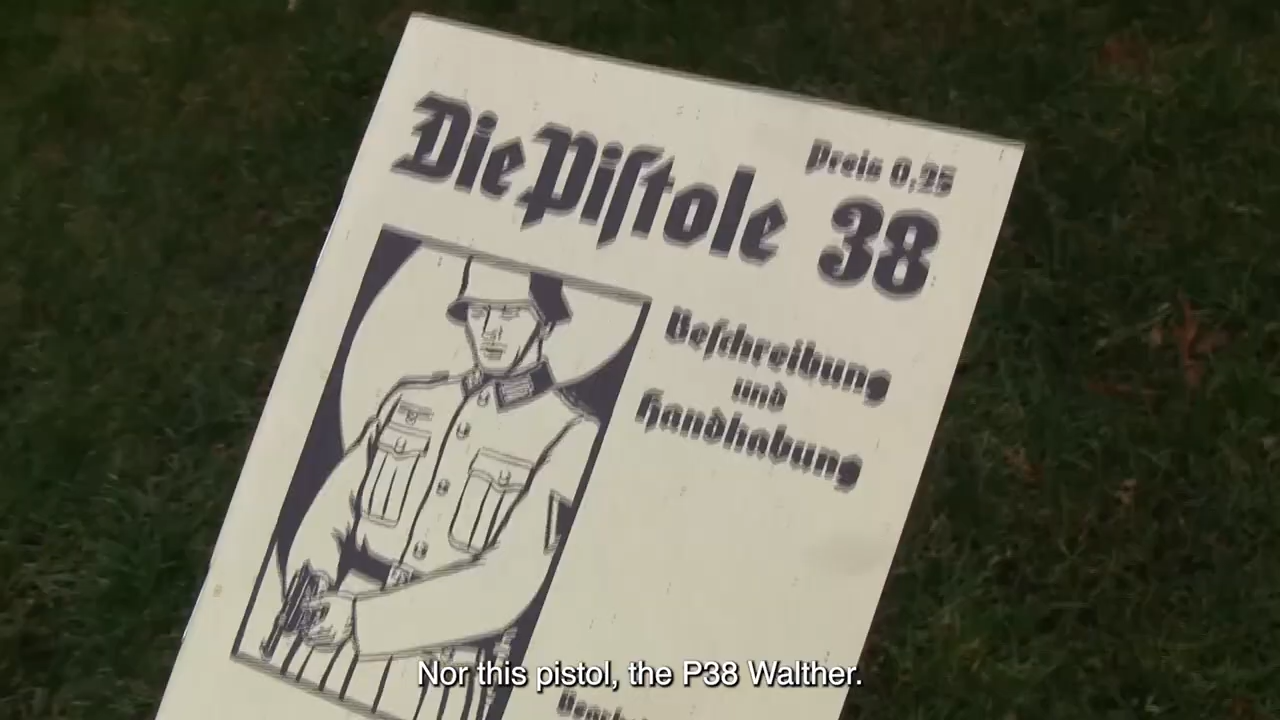 Preis 0,25
Die Piſtole 38
Beſchreibung
und
Handhabung
Nor this pistol, the P38 Walther.